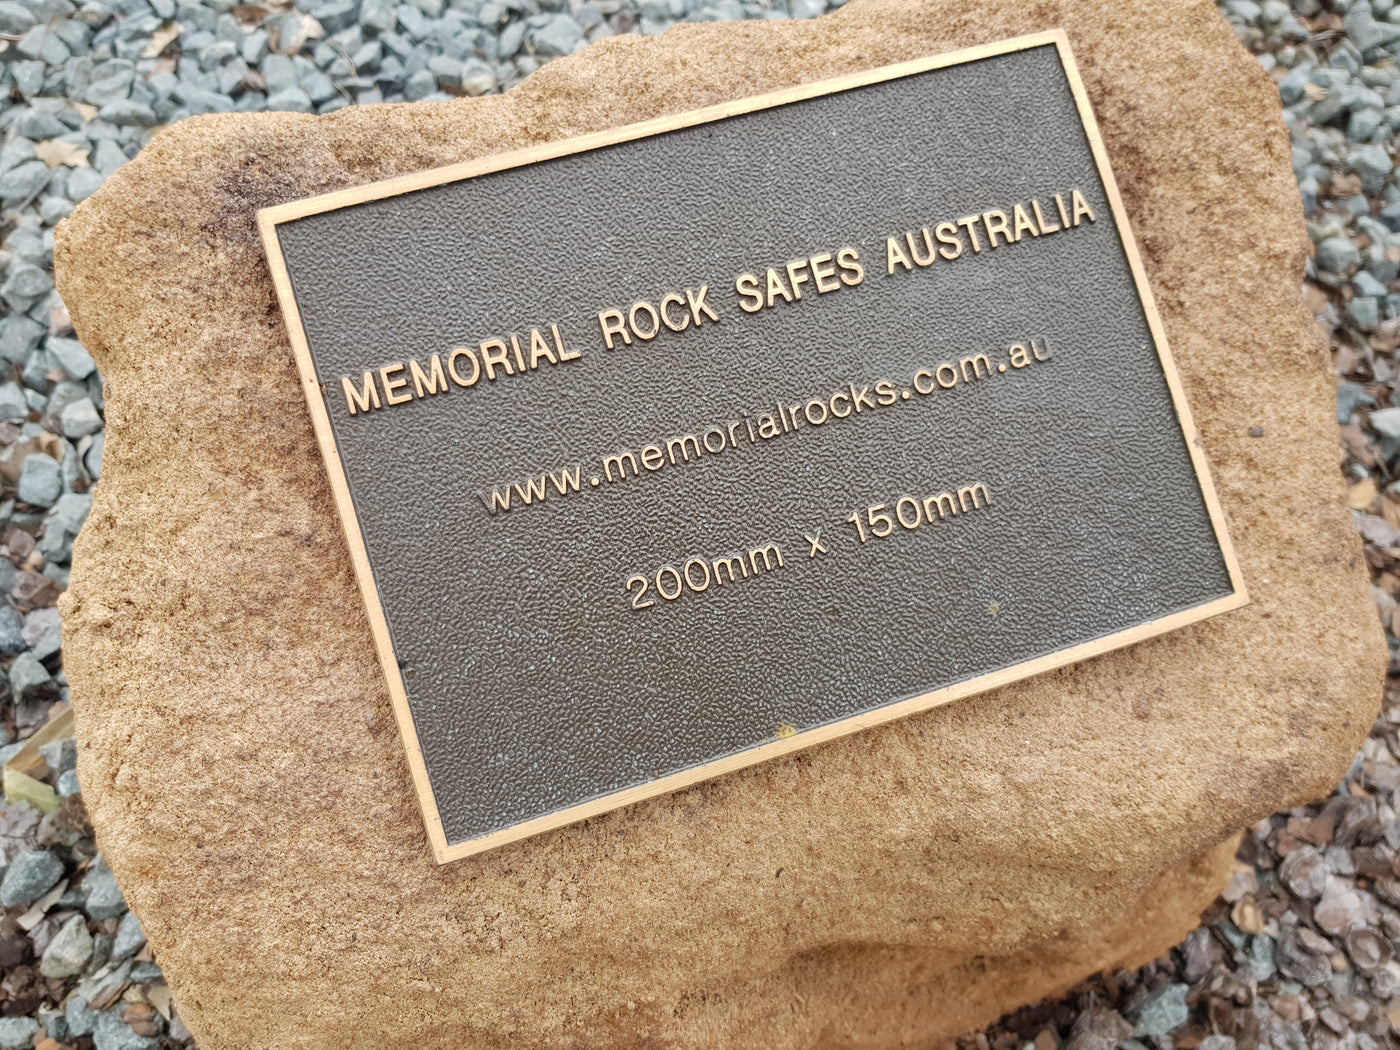 MEMORIAL ROCK SAFES AUSTRALIA
www.memorialrocks.com.au
200mm x 150mm